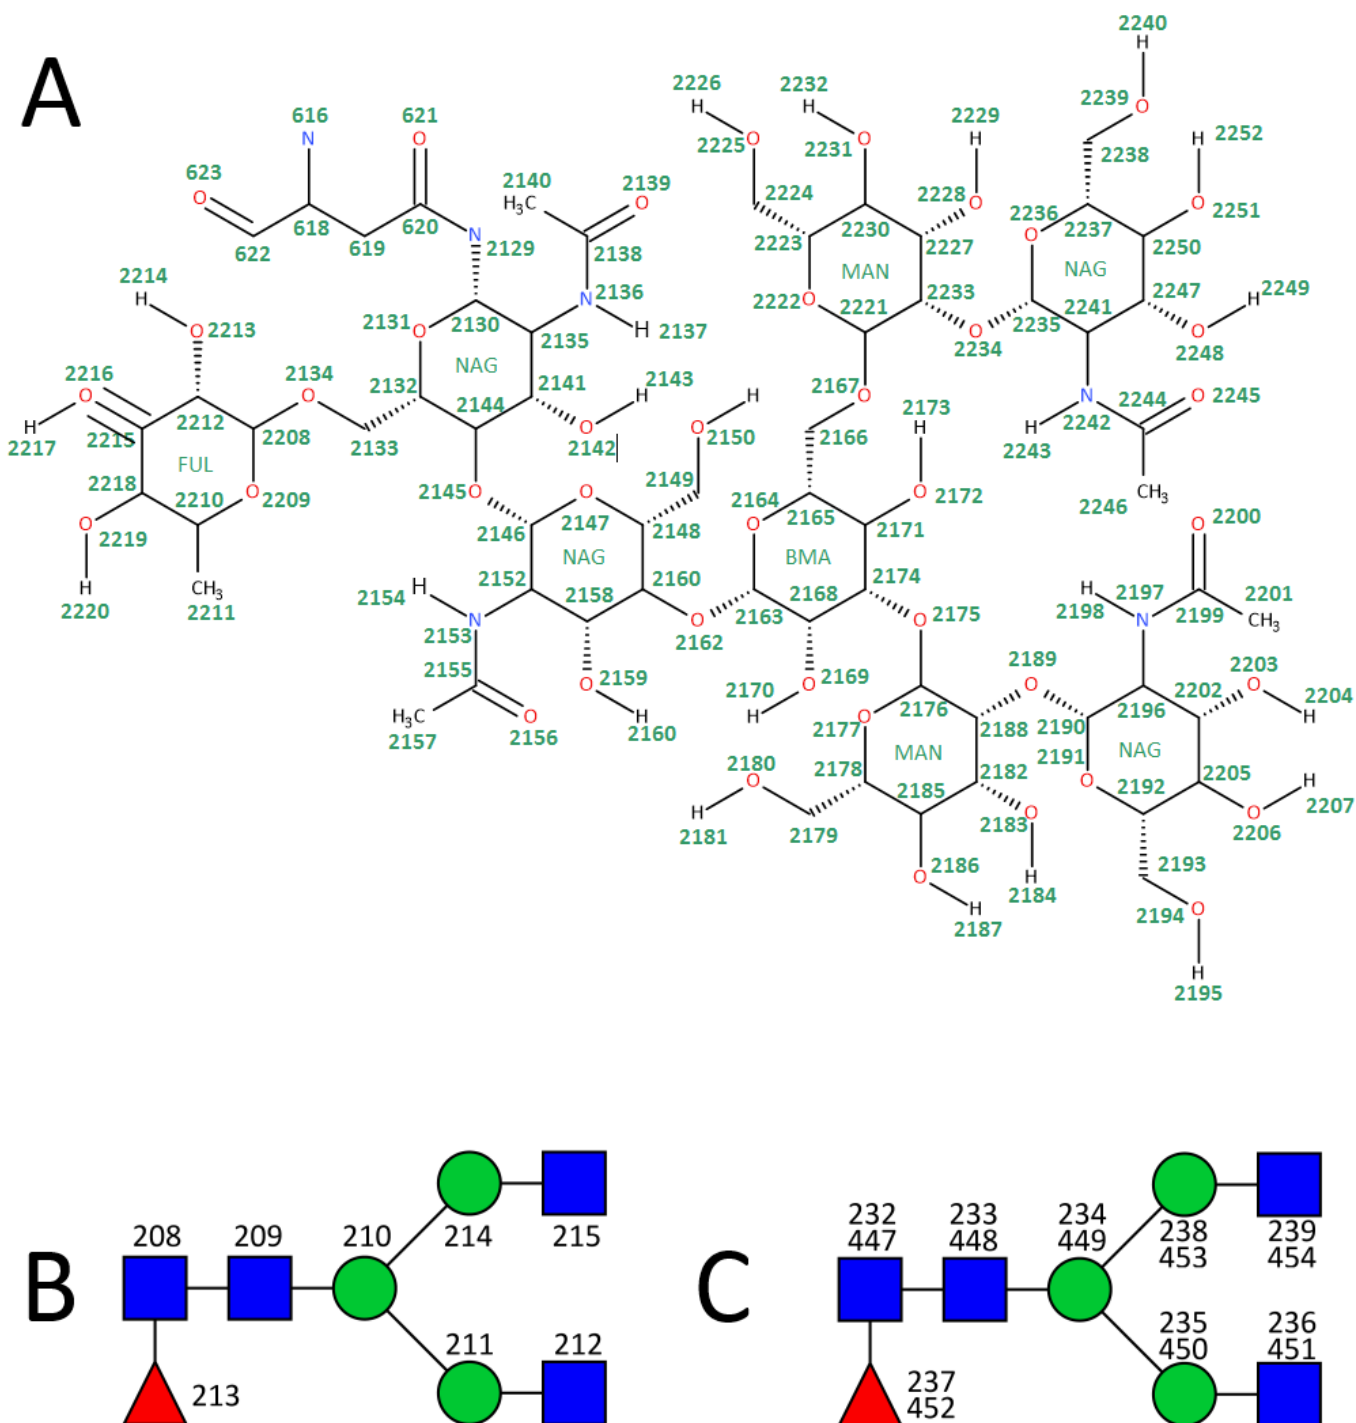 A
2240
H
2226
2232
2239 O
2252
H
H
2229
H
616
621
H
N
O
2225 O
2231 O
2238
623
2140
2139
2224
2228 O
O 2251
O
H₃C
O
2236
2237
2250
618
619
620
N
2129
2223
2230
2227
O
622
2138
MAN
NAG
2214
N 2136
2222 O
2221
2233
2247
H 2249
H
2131 O
2130
H 2137
O
2235
2241
O
O 2213
2135
2234
2248
NAG
2216
2134
2132
2141
2143
2167 O
2173
2244
O 2245
O
O
H
H
H
N
2242
H
2215
2212
2208
2133
2144
O
2142
O 2150
2166
2243
2217
FUL
H
2218
2210
O 2209
2145 O
O
2149
2164
O 2172
CH₃
2246
O
2219
2146
2147
2148
O
2165
2171
O 2200
NAG
BMA
H
2220
CH₃
2211
H
2154
2152
2158
2160
2168
2174
H
2197
2201
2153
N
O
2162
2163
O 2175
2198
N
2199
CH₃
2155
O 2159
2170
O 2169
2189
O
2203
O
2204
H₃C
2157
O
2156
H
2160
H
2177 O
2176
2188
2190
2196
2202
H
2191
NAG
MAN
2180
O
2178
2185
2182
O
2192
2205
H
2207
H
2181
2179
2183 O
O
2206
O 2186
H
2184
2193
H
2187
2194 O
H
2195
B
208
209
210
214
215
211
212
213
C
232
447
233
448
234
449
238
453
239
454
235
450
236
451
237
452